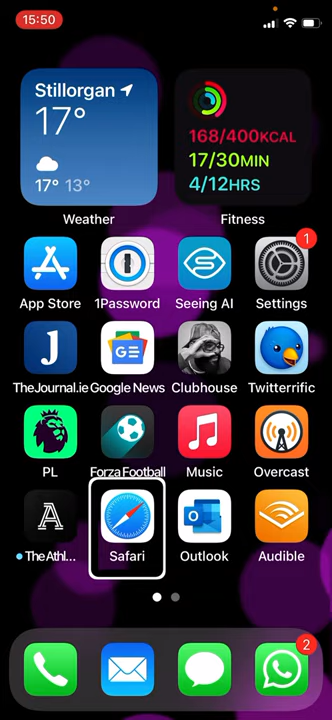 15:50
Stillorgan
17°
17° 13°
168/400KCAL
17/30MIN
4/12HRS
Weather
Fitness
1
App Store
1Password
Seeing AI
Settings
J
GE
TheJournal.ie
Google News
Clubhouse
Twitterrific
PL
Forza Football
Music
Overcast
A
The Athl...
Safari
Outlook
Audible
2